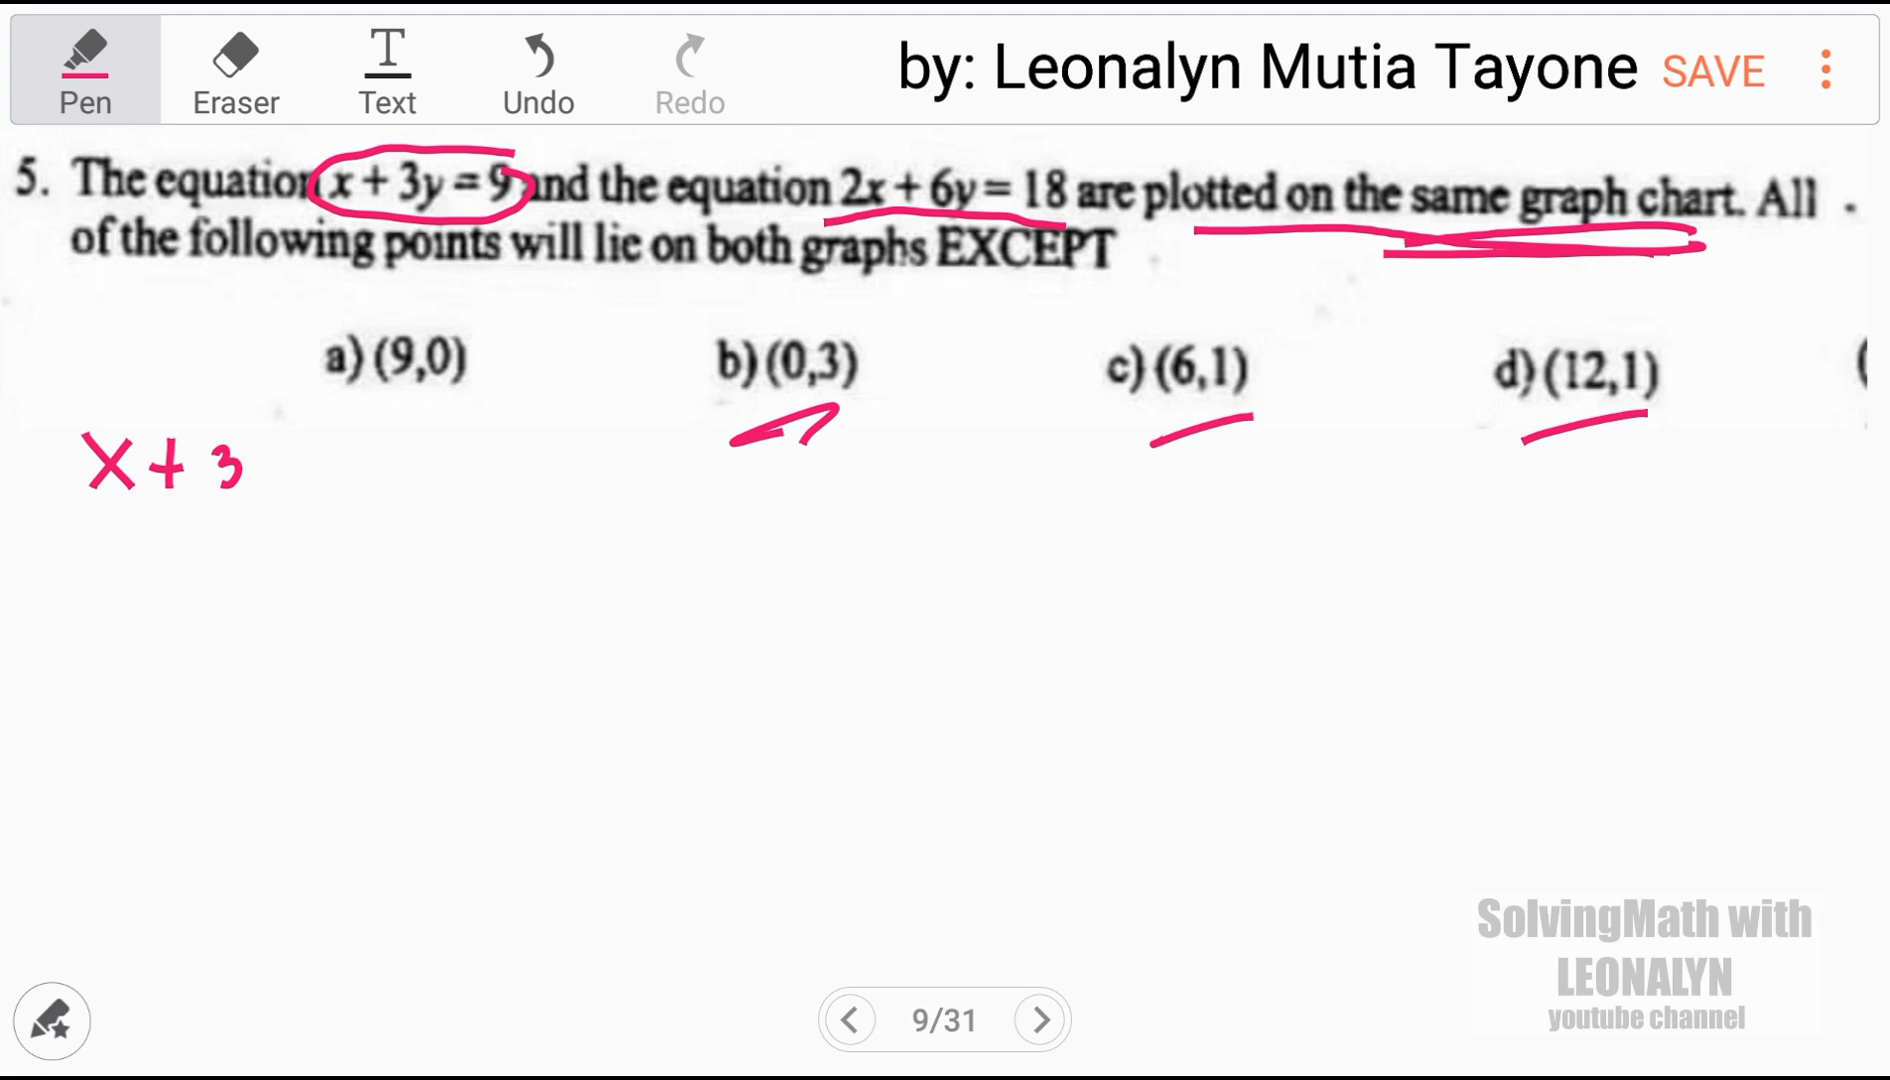 Pen Eraser Text Undo Redo by: Leonalyn Mutia Tayone SAVE
5. The equation x + 3y = 9 and the equation 2x + 6y = 18 are plotted on the same graph chart. All
of the following points will lie on both graphs EXCEPT
a) (9,0) b) (0,3) c) (6,1) d) (12,1) (
x + 3
SolvingMath with
LEONALYN
youtube channel
9/31